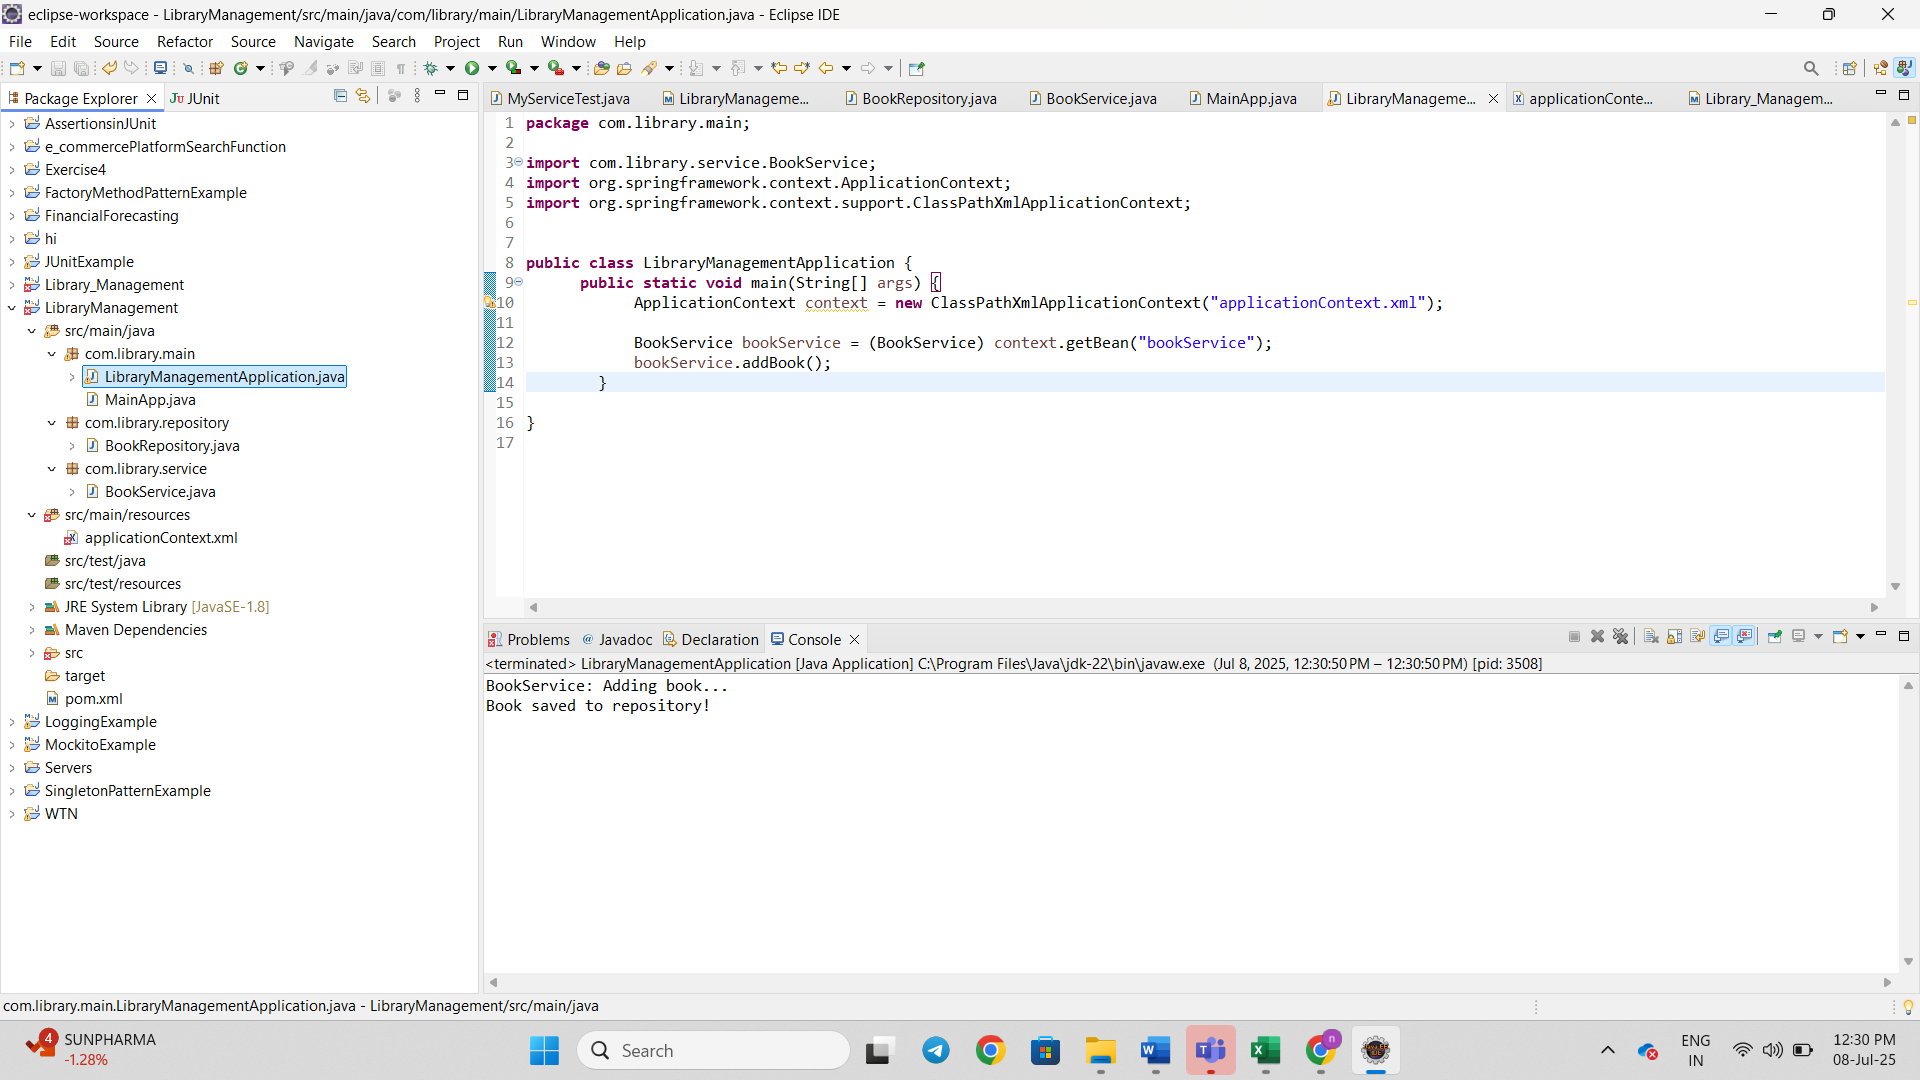 eclipse-workspace - LibraryManagement/src/main/java/com/library/main/LibraryManagementApplication.java - Eclipse IDE
File Edit Source Refactor Source Navigate Search Project Run Window Help
Package Explorer JUnit
AssertionsinJUnit
e_commercePlatformSearchFunction
Exercise4
FactoryMethodPatternExample
FinancialForecasting
hi
JUnitExample
Library_Management
LibraryManagement
src/main/java
com.library.main
LibraryManagementApplication.java
MainApp.java
com.library.repository
BookRepository.java
com.library.service
BookService.java
src/main/resources
applicationContext.xml
src/test/java
src/test/resources
JRE System Library [JavaSE-1.8]
Maven Dependencies
src
target
pom.xml
LoggingExample
MockitoExample
Servers
SingletonPatternExample
WTN
MyServiceTest.java LibraryManageme... BookRepository.java BookService.java MainApp.java LibraryManageme... applicationConte... Library_Managem...
1 package com.library.main;
2
3 import com.library.service.BookService;
4 import org.springframework.context.ApplicationContext;
5 import org.springframework.context.support.ClassPathXmlApplicationContext;
6
7
8 public class LibraryManagementApplication {
9 public static void main(String[] args) {
10 ApplicationContext context = new ClassPathXmlApplicationContext("applicationContext.xml");
11
12 BookService bookService = (BookService) context.getBean("bookService");
13 bookService.addBook();
14 }
15
16 }
17
Problems Javadoc Declaration Console
<terminated> LibraryManagementApplication [Java Application] C:\Program Files\Java\jdk-22\bin\javaw.exe (Jul 8, 2025, 12:30:50 PM – 12:30:50 PM) [pid: 3508]
BookService: Adding book...
Book saved to repository!
com.library.main.LibraryManagementApplication.java - LibraryManagement/src/main/java
4
SUNPHARMA
-1.28%
Search
ENG
IN
12:30 PM
08-Jul-25